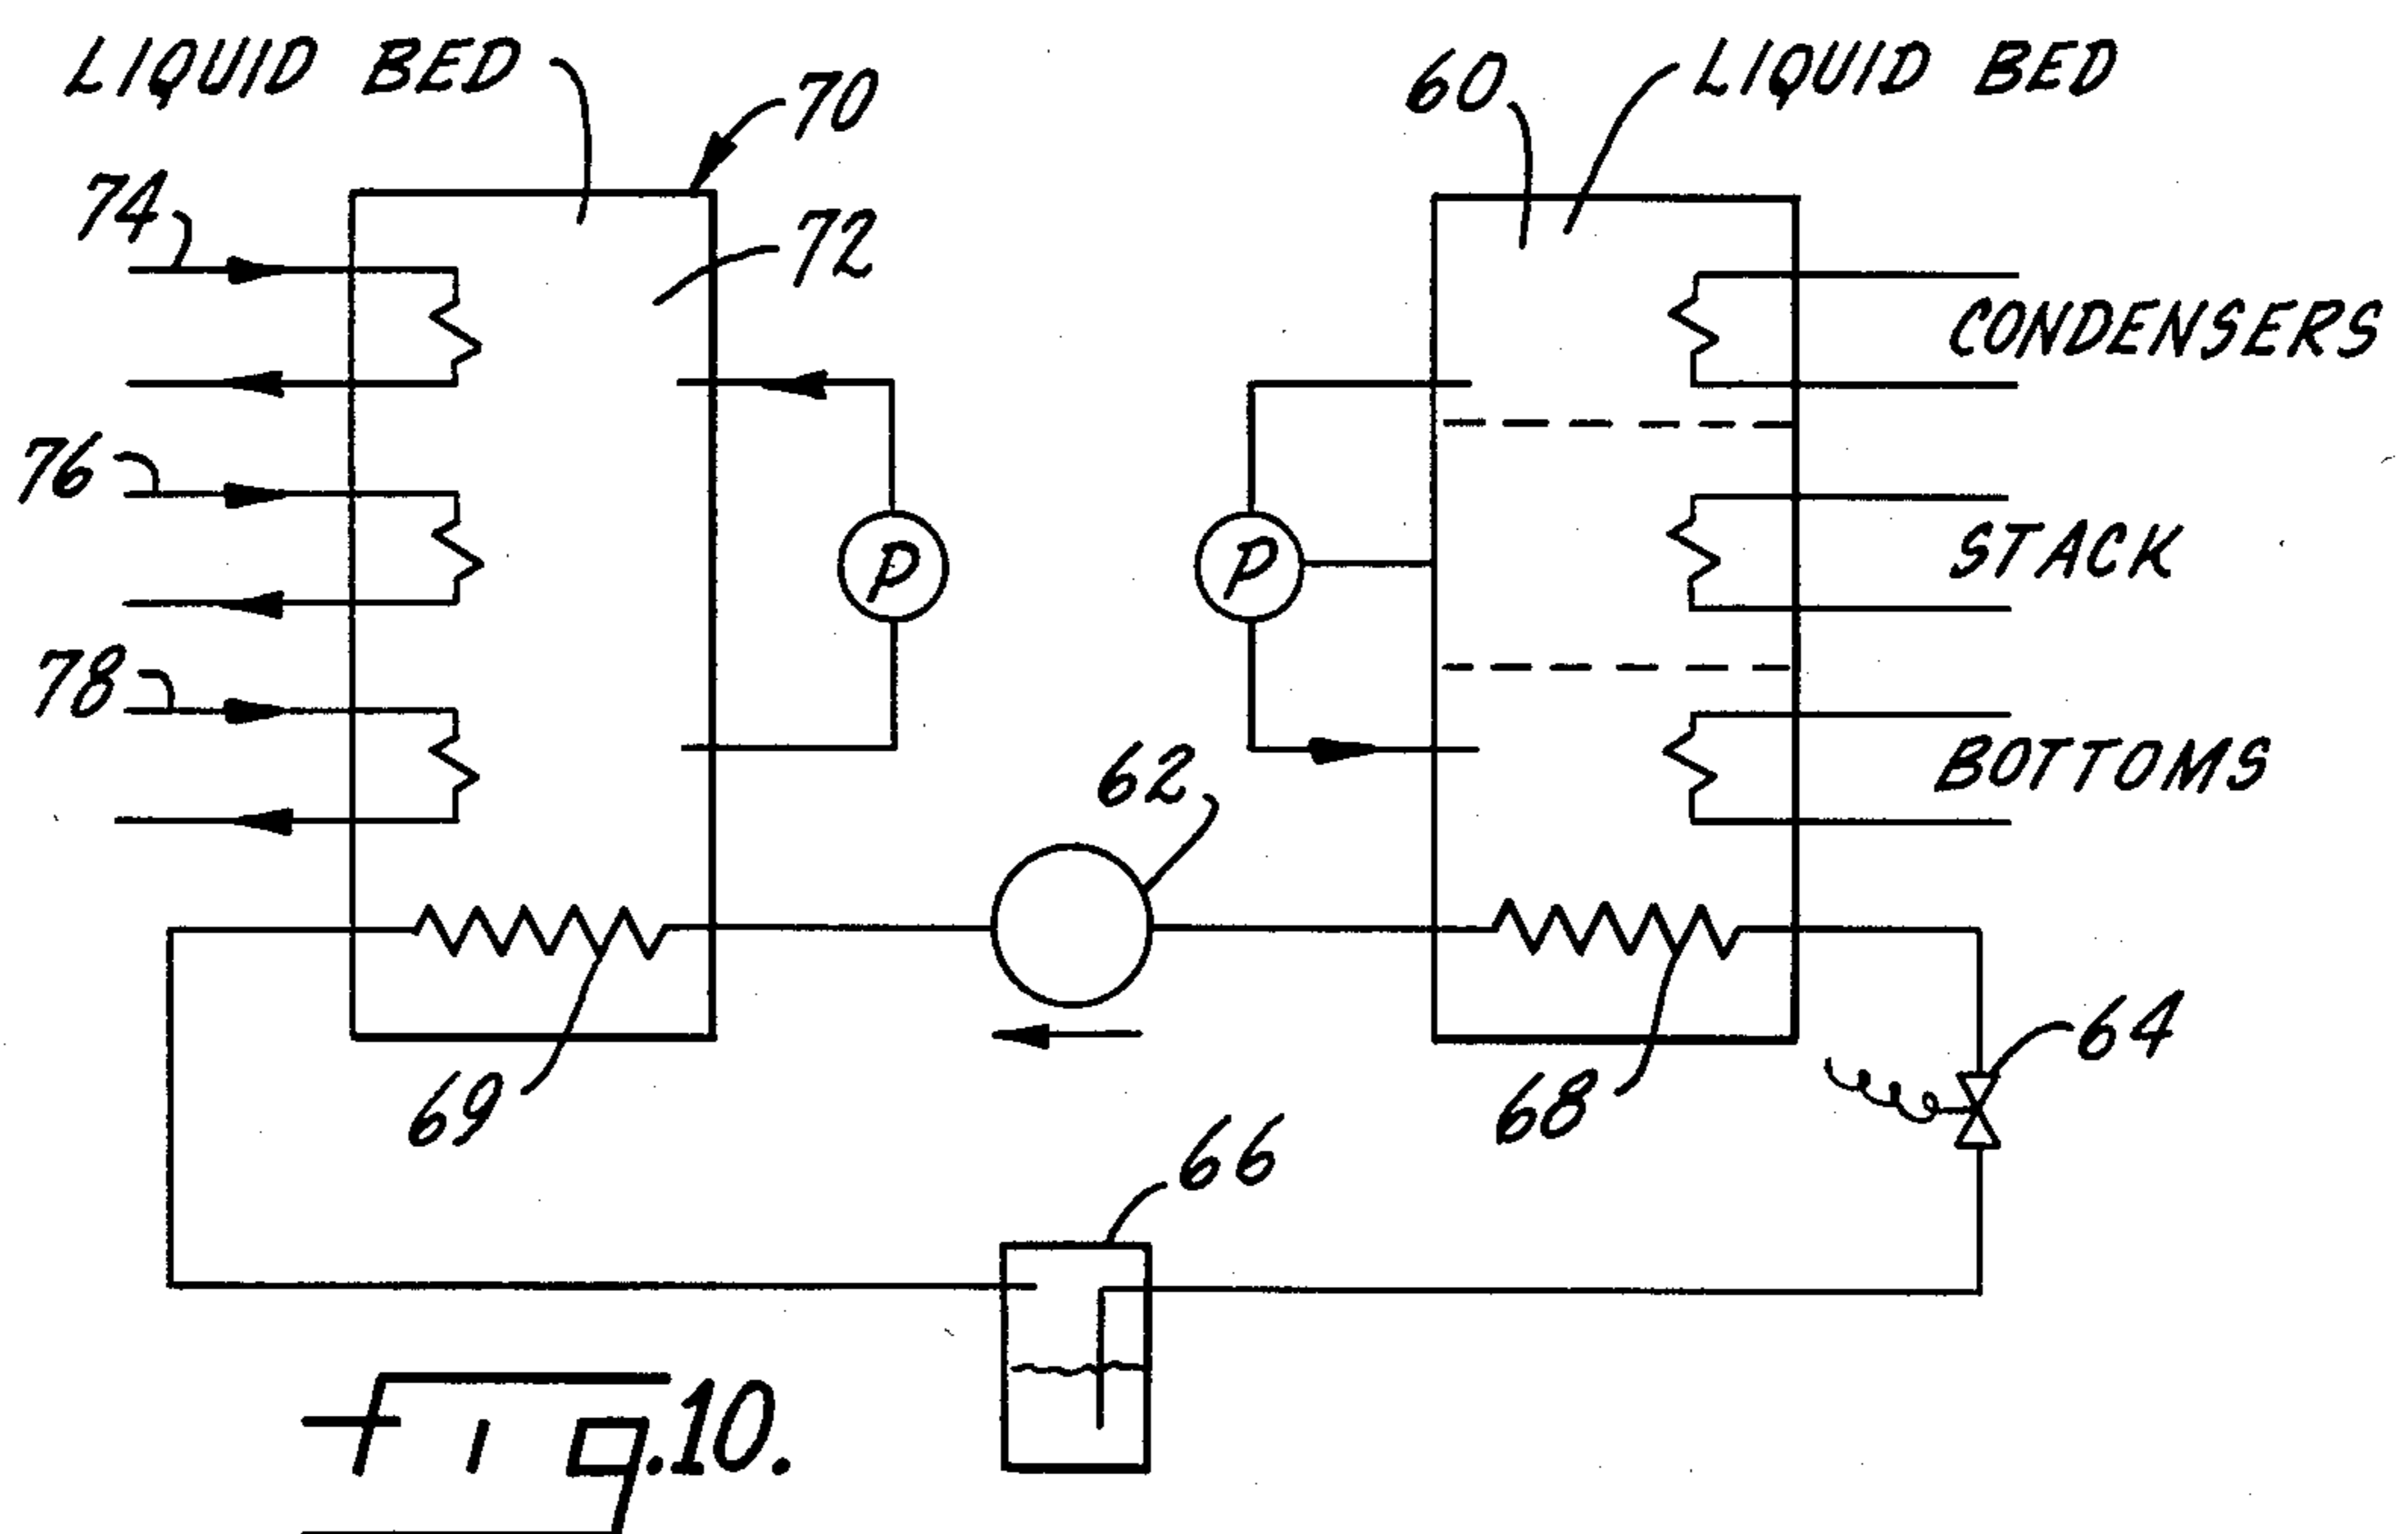 LIQUID BED
70
60
LIQUID BED
74
72
CONDENSERS
76
P
P
STACK
78
62
BOTTOMS
69
68
64
66
Fig.10.